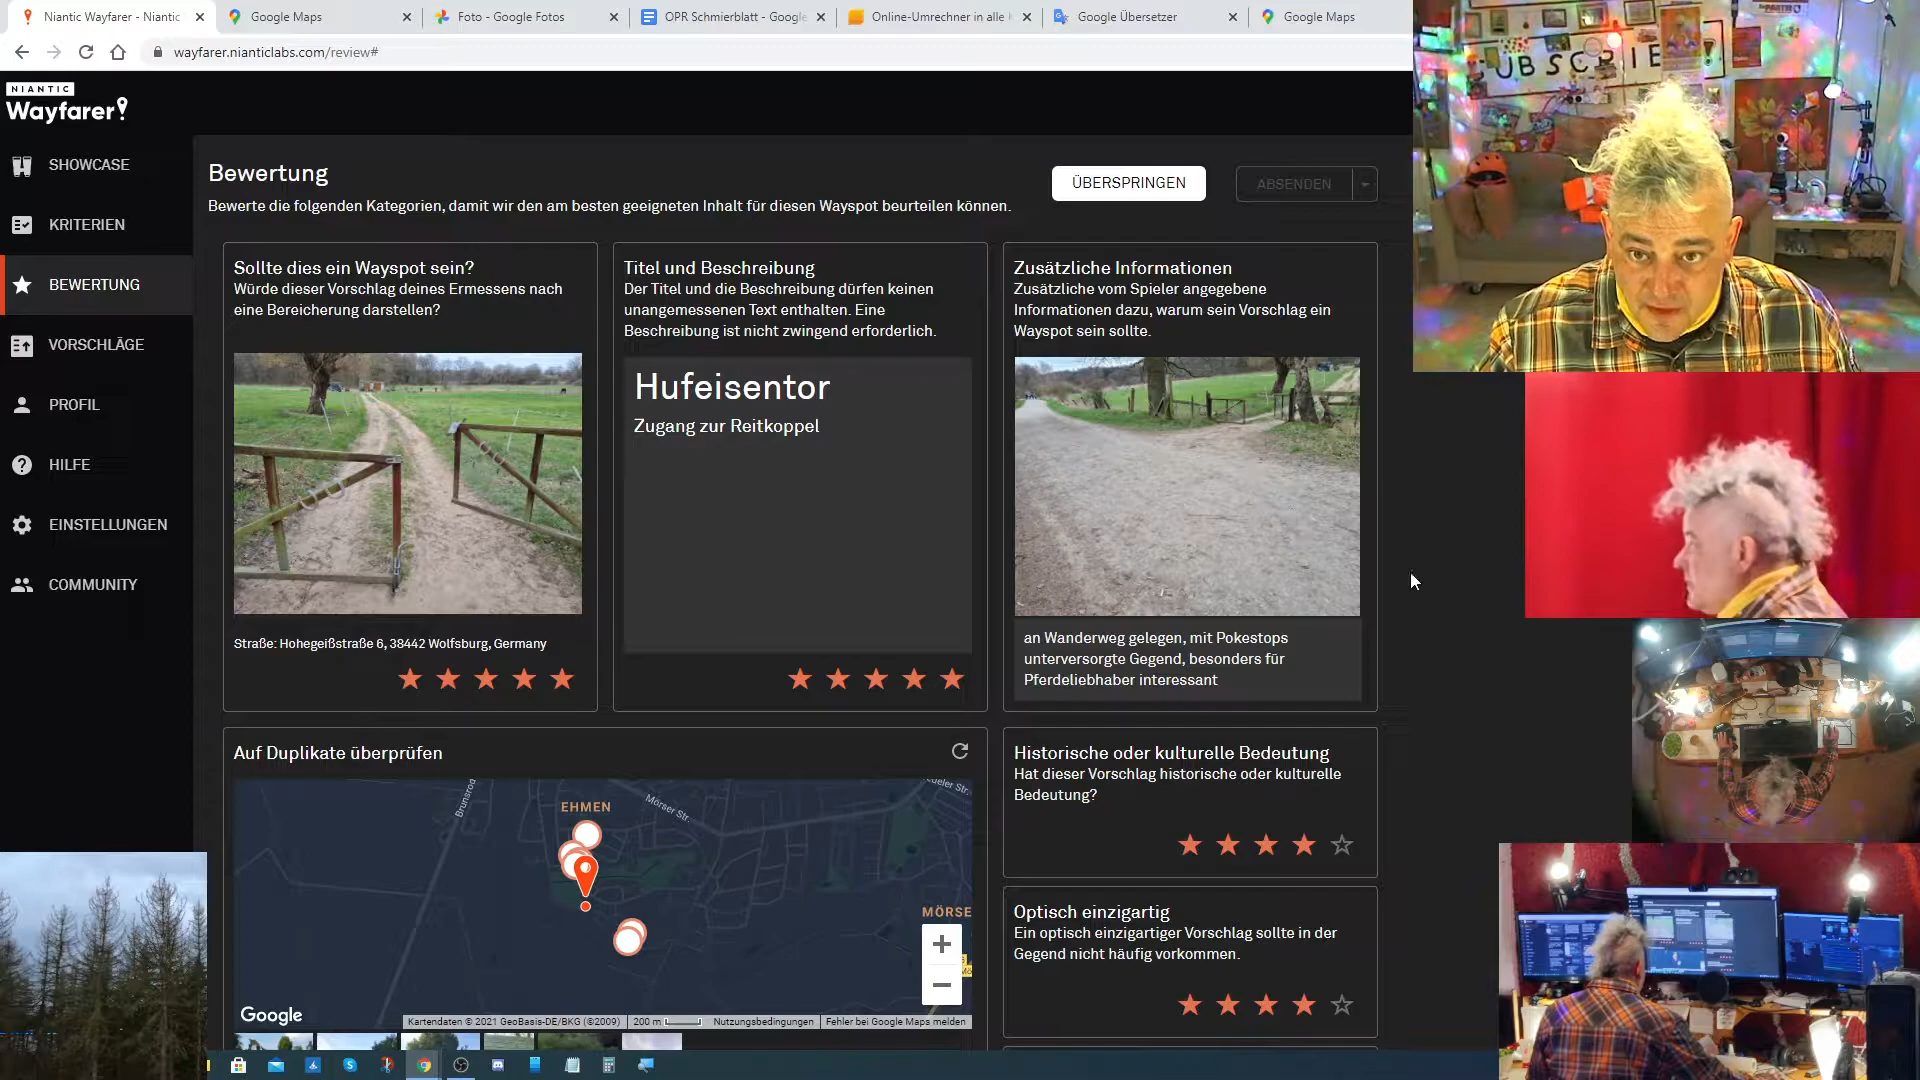 Niantic Wayfarer - Niantic
Google Maps
Foto - Google Fotos
OPR Schmierblatt - Google
Online-Umrechner in alle
Google Übersetzer
Google Maps
wayfarer.nianticlabs.com/review#
NIANTIC
Wayfarer
SHOWCASE
KRITERIEN
BEWERTUNG
VORSCHLÄGE
PROFIL
HILFE
EINSTELLUNGEN
COMMUNITY
Bewertung
Bewerte die folgenden Kategorien, damit wir den am besten geeigneten Inhalt für diesen Wayspot beurteilen können.
ÜBERSPRINGEN
ABSENDEN
Sollte dies ein Wayspot sein?
Würde dieser Vorschlag deines Ermessens nach
eine Bereicherung darstellen?
Straße: Hohegeißstraße 6, 38442 Wolfsburg, Germany
Titel und Beschreibung
Der Titel und die Beschreibung dürfen keinen
unangemessenen Text enthalten. Eine
Beschreibung ist nicht zwingend erforderlich.
Hufeisentor
Zugang zur Reitkoppel
Zusätzliche Informationen
Zusätzliche vom Spieler angegebene
Informationen dazu, warum sein Vorschlag ein
Wayspot sein sollte.
an Wanderweg gelegen, mit Pokestops
unterversorgte Gegend, besonders für
Pferdeliebhaber interessant
Auf Duplikate überprüfen
Brunsrod
EHMEN
Mörser Str.
edeler Str.
MÖRSE
Google
Kartendaten © 2021 GeoBasis-DE/BKG (©2009)
200 m
Nutzungsbedingungen
Fehler bei Google Maps melden
Historische oder kulturelle Bedeutung
Hat dieser Vorschlag historische oder kulturelle
Bedeutung?
Optisch einzigartig
Ein optisch einzigartiger Vorschlag sollte in der
Gegend nicht häufig vorkommen.
UBSCRIBE